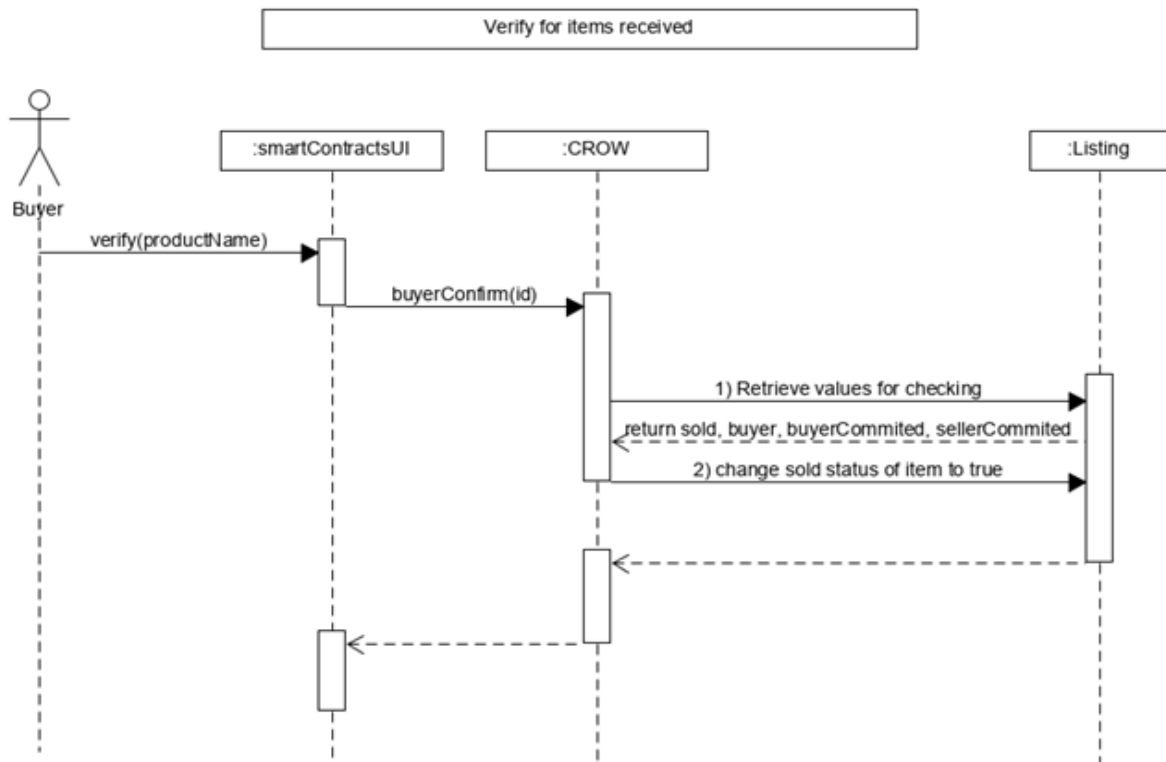 Verify for items received
:smartContractsUI
:CROW
:Listing
Buyer
verify(productName)
buyerConfirm(id)
1) Retrieve values for checking
return sold, buyer, buyerCommited, sellerCommited
2) change sold status of item to true